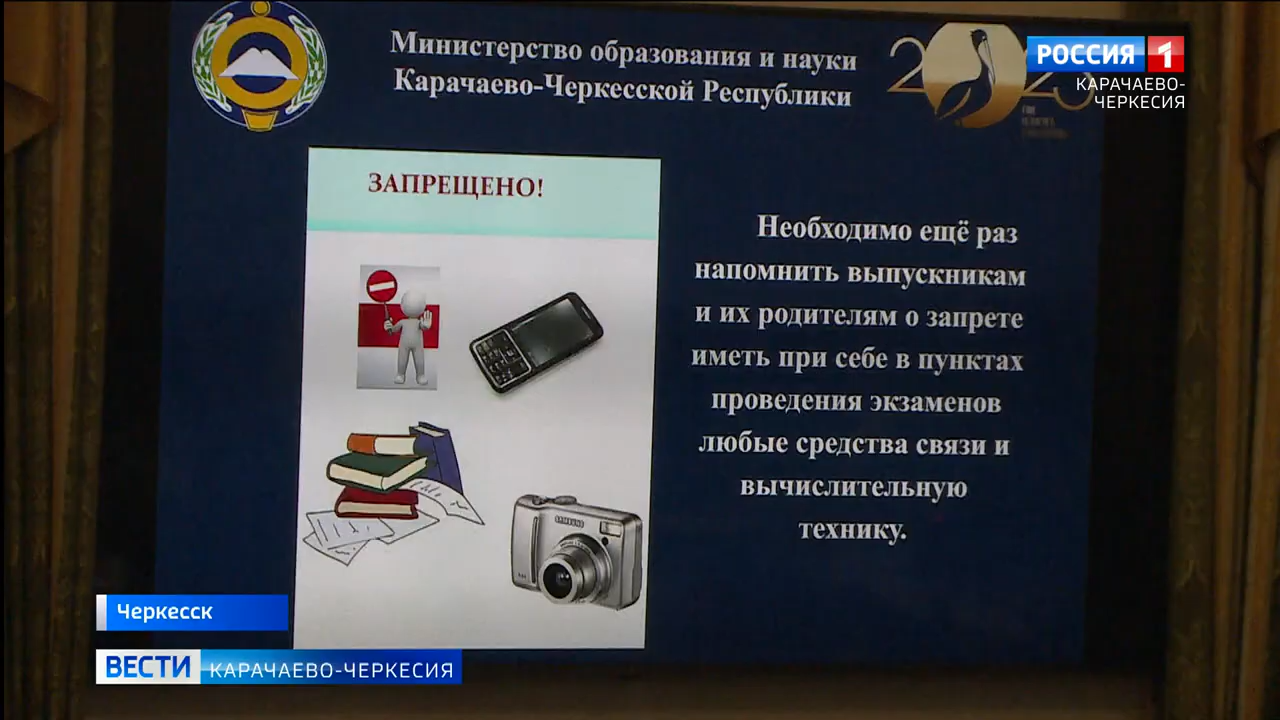 Министерство образования и науки
Карачаево-Черкесской Республики
РОССИЯ 1
КАРАЧАЕВО-
ЧЕРКЕСИЯ
ЗАПРЕЩЕНО!
Необходимо ещё раз
напомнить выпускникам
и их родителям о запрете
иметь при себе в пунктах
проведения экзаменов
любые средства связи и
вычислительную
технику.
SAMSUNG
Черкесск
ВЕСТИ КАРАЧАЕВО-ЧЕРКЕСИЯ